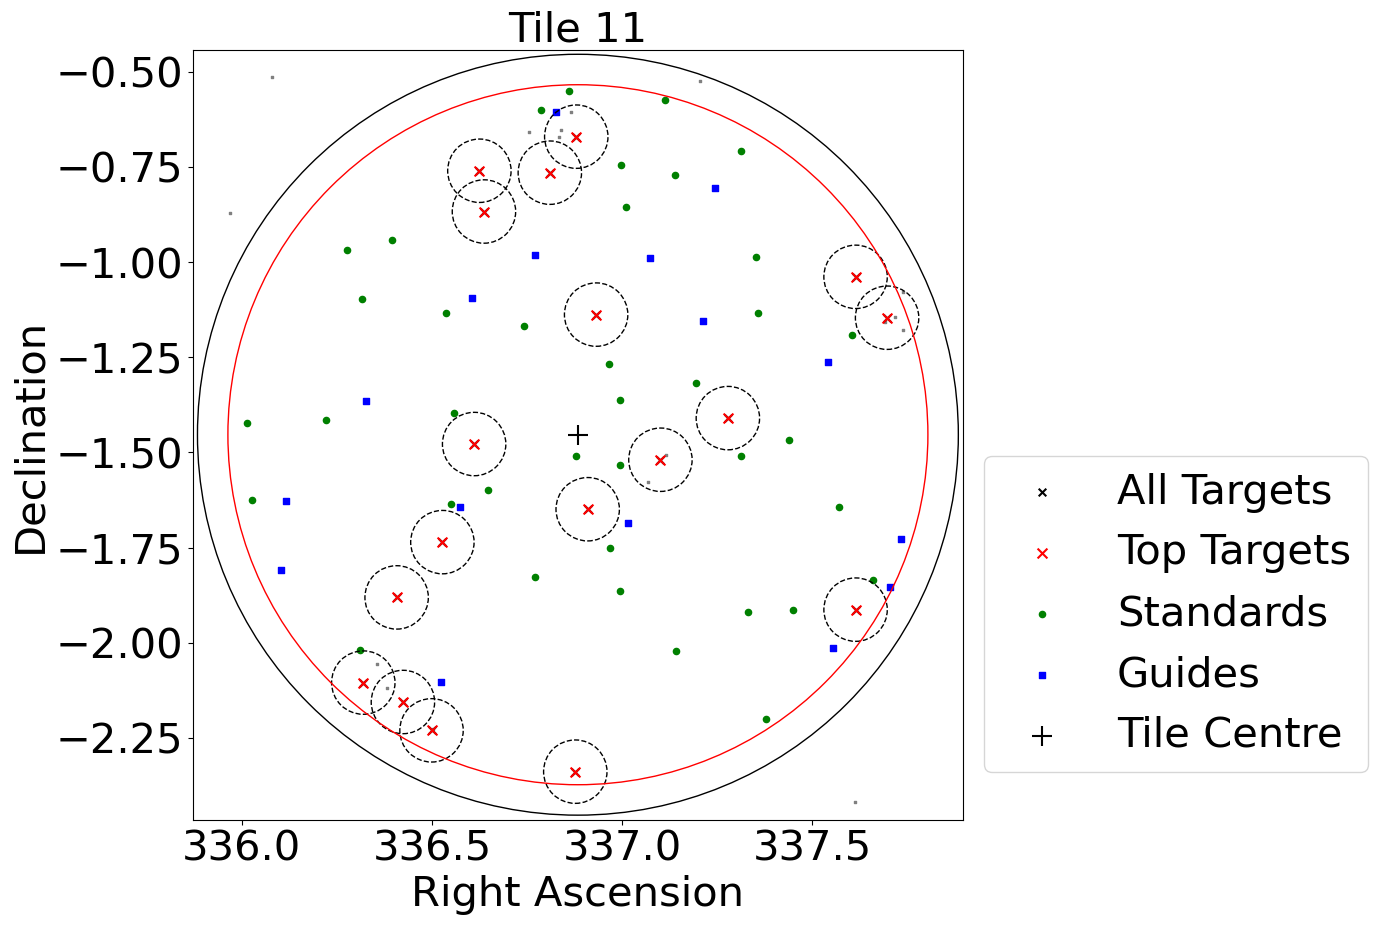 Tile 11
−0.50
−0.75
−1.00
−1.25
−1.50
−1.75
−2.00
−2.25
Declination
336.0 336.5 337.0 337.5
Right Ascension
All Targets
Top Targets
Standards
Guides
Tile Centre